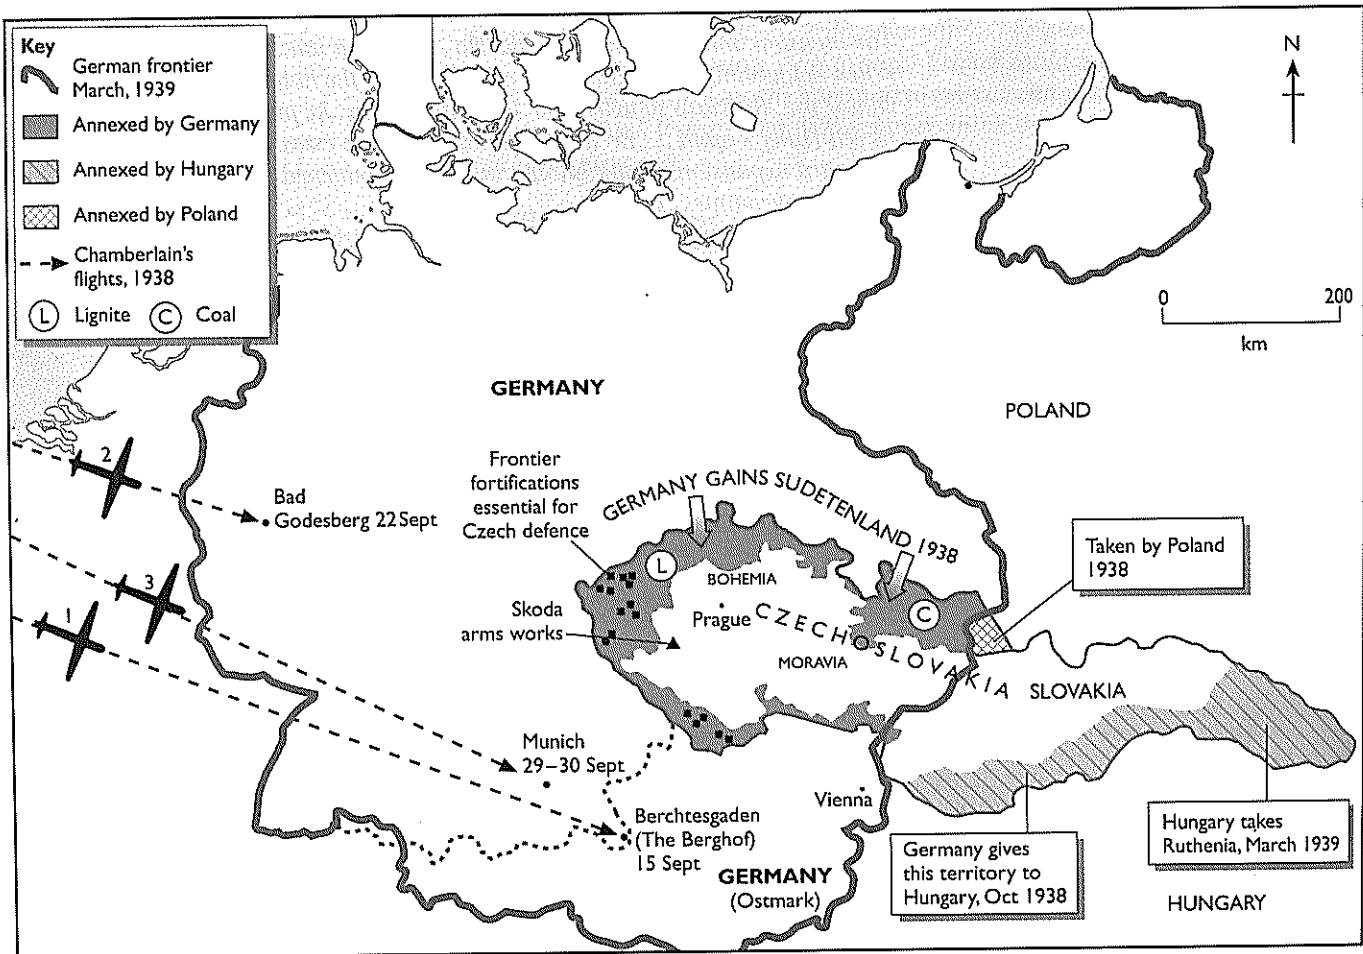 Key
German frontier
March, 1939
Annexed by Germany
Annexed by Hungary
Annexed by Poland
Chamberlain's
flights, 1938
L Lignite C Coal
N
0 200
km
GERMANY
POLAND
2
Bad
Godesberg 22 Sept
3
1
Frontier
fortifications
essential for
Czech defence
GERMANY GAINS SUDETENLAND 1938
Taken by Poland
1938
L
BOHEMIA
C
Skoda
arms works
Prague
CZECHOSLOVAKIA
MORAVIA
SLOVAKIA
Munich
29–30 Sept
Vienna
Berchtesgaden
(The Berghof)
15 Sept
GERMANY
(Ostmark)
Germany gives
this territory to
Hungary, Oct 1938
Hungary takes
Ruthenia, March 1939
HUNGARY